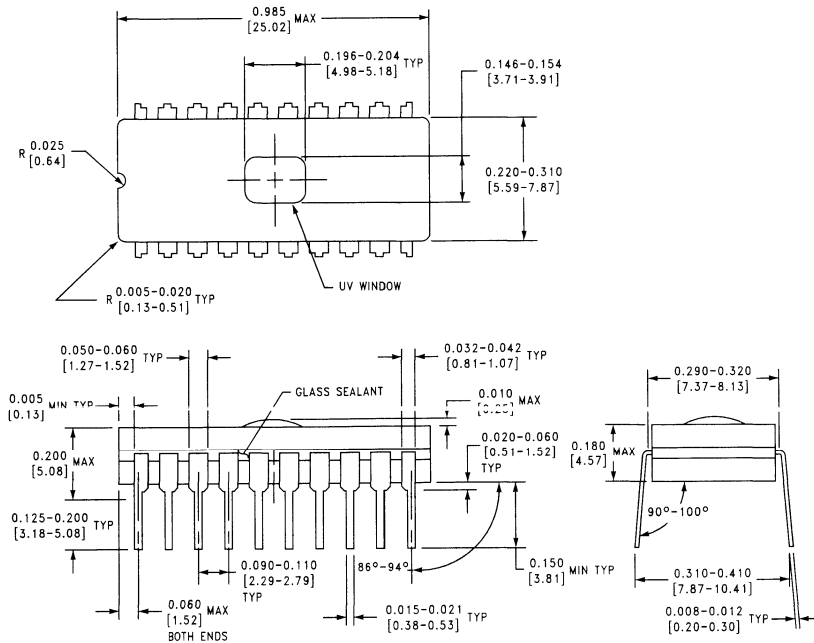 0.985
[25.02] MAX
0.196-0.204
[4.98-5.18] TYP
0.146-0.154
[3.71-3.91]
R 0.025
[0.64]
0.220-0.310
[5.59-7.87]
UV WINDOW
R 0.005-0.020
[0.13-0.51] TYP
0.050-0.060
[1.27-1.52] TYP
0.032-0.042
[0.81-1.07] TYP
0.290-0.320
[7.37-8.13]
GLASS SEALANT
0.005
[0.13] MIN TYP
0.010 MAX
0.200
[5.08] MAX
0.020-0.060
[0.51-1.52]
TYP
0.180
[4.57] MAX
0.125-0.200
[3.18-5.08] TYP
90°-100°
0.090-0.110
[2.29-2.79]
TYP
86°-94°
0.150
[3.81] MIN TYP
0.310-0.410
[7.87-10.41]
0.060
[1.52] MAX
BOTH ENDS
0.015-0.021
[0.38-0.53] TYP
0.008-0.012
[0.20-0.30] TYP